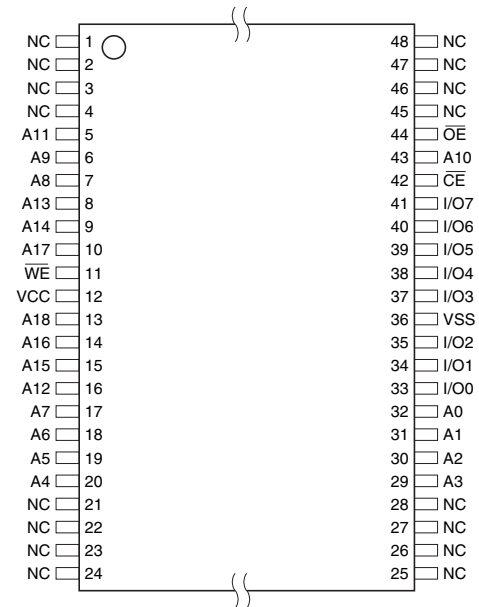 NC 1 48 NC
NC 2 47 NC
NC 3 46 NC
NC 4 45 NC
A11 5 44 O̅E̅
A9 6 43 A10
A8 7 42 C̅E̅
A13 8 41 I/O7
A14 9 40 I/O6
A17 10 39 I/O5
W̅E̅ 11 38 I/O4
VCC 12 37 I/O3
A18 13 36 VSS
A16 14 35 I/O2
A15 15 34 I/O1
A12 16 33 I/O0
A7 17 32 A0
A6 18 31 A1
A5 19 30 A2
A4 20 29 A3
NC 21 28 NC
NC 22 27 NC
NC 23 26 NC
NC 24 25 NC